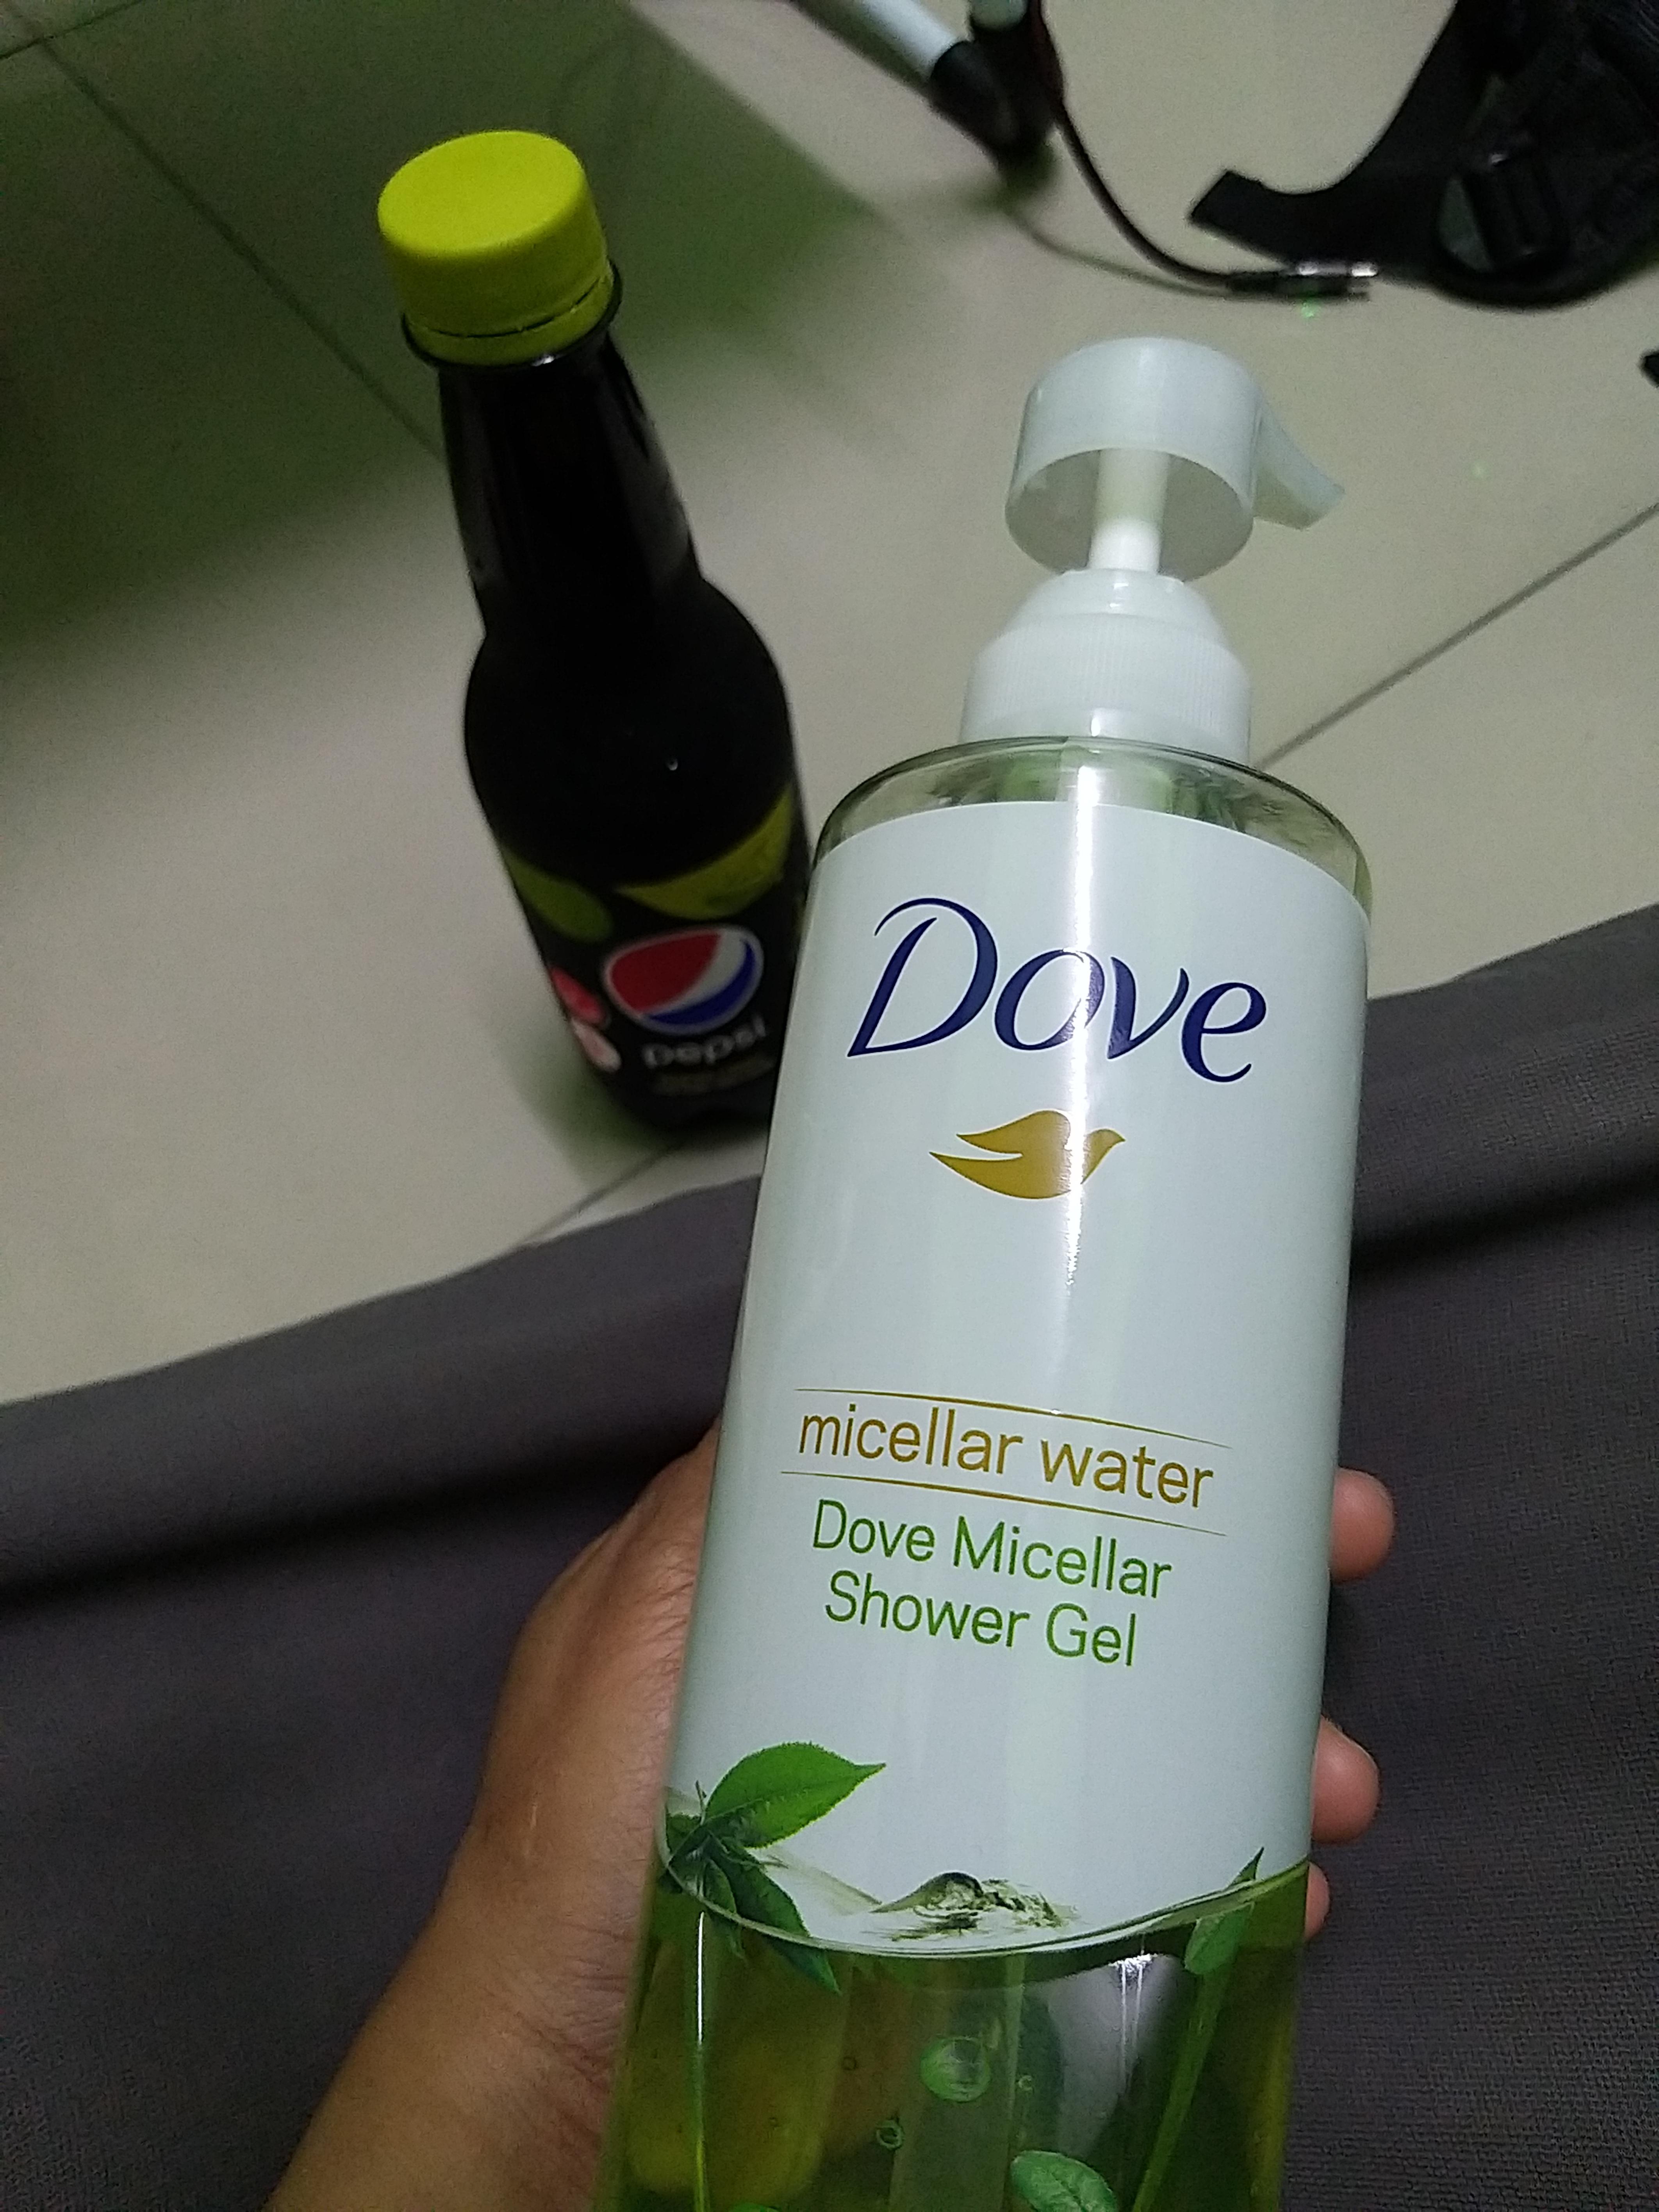 Dove
micellar water
Dove Micellar
Shower Gel
pepsi